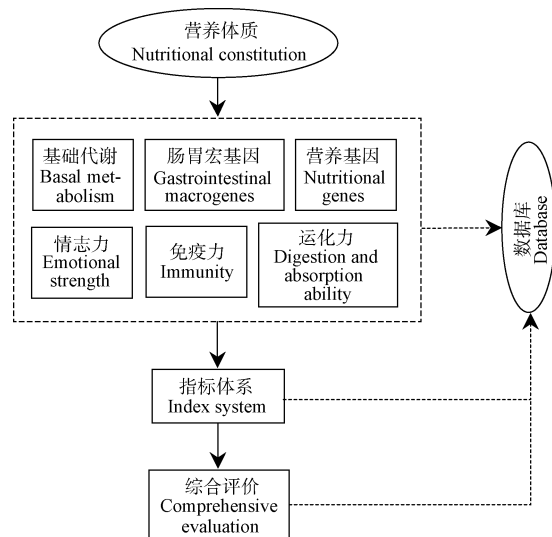 营养体质
Nutritional constitution
基础代谢
Basal met-
abolism
肠胃宏基因
Gastrointestinal
macrogenes
营养基因
Nutritional
genes
情志力
Emotional
strength
免疫力
Immunity
运化力
Digestion and
absorption
ability
数据库
Database
指标体系
Index system
综合评价
Comprehensive
evaluation